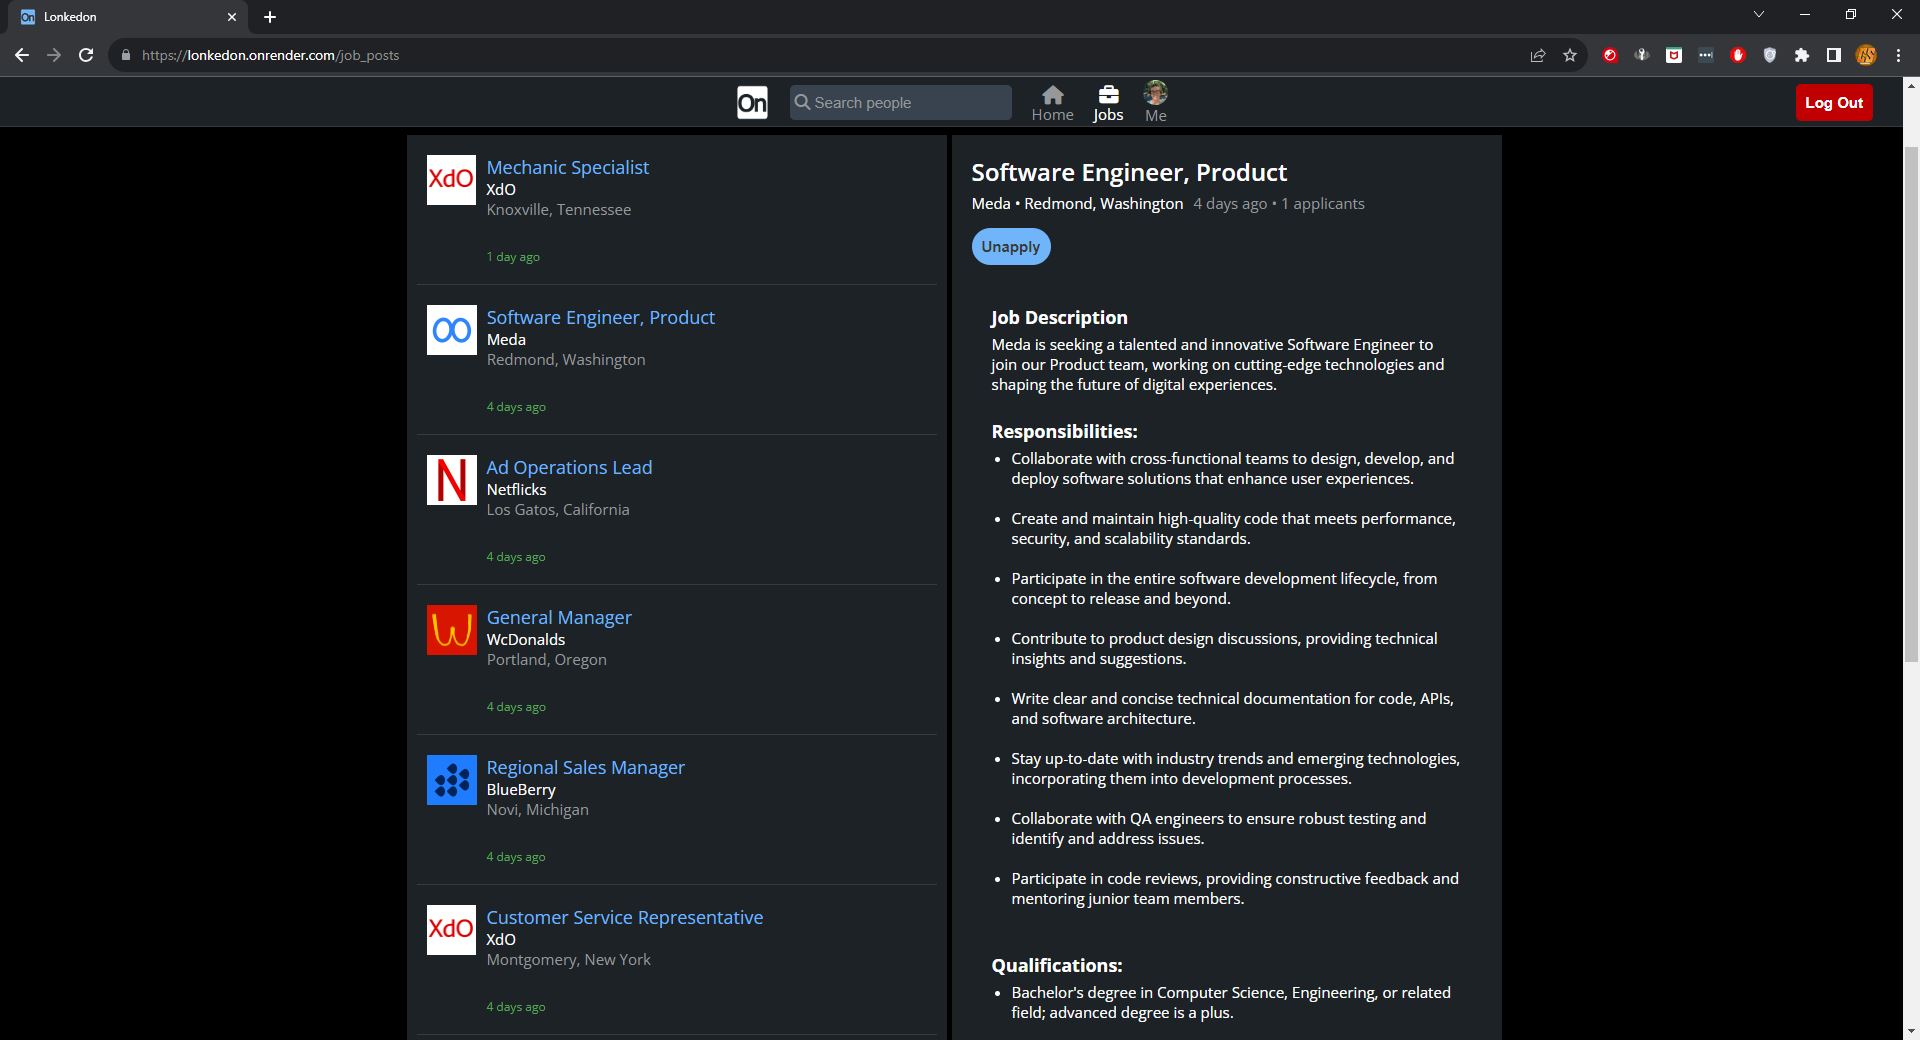 On
Lonkedon
https://lonkedon.onrender.com/job_posts
On
Search people
Home
Jobs
Me
Log Out
XdO
Mechanic Specialist
XdO
Knoxville, Tennessee
1 day ago
Software Engineer, Product
Meda
Redmond, Washington
4 days ago
N
Ad Operations Lead
Netflicks
Los Gatos, California
4 days ago
W
General Manager
WcDonalds
Portland, Oregon
4 days ago
Regional Sales Manager
BlueBerry
Novi, Michigan
4 days ago
XdO
Customer Service Representative
XdO
Montgomery, New York
4 days ago
Software Engineer, Product
Meda • Redmond, Washington 4 days ago • 1 applicants
Unapply
Job Description
Meda is seeking a talented and innovative Software Engineer to
join our Product team, working on cutting-edge technologies and
shaping the future of digital experiences.
Responsibilities:
• Collaborate with cross-functional teams to design, develop, and
deploy software solutions that enhance user experiences.
• Create and maintain high-quality code that meets performance,
security, and scalability standards.
• Participate in the entire software development lifecycle, from
concept to release and beyond.
• Contribute to product design discussions, providing technical
insights and suggestions.
• Write clear and concise technical documentation for code, APIs,
and software architecture.
• Stay up-to-date with industry trends and emerging technologies,
incorporating them into development processes.
• Collaborate with QA engineers to ensure robust testing and
identify and address issues.
• Participate in code reviews, providing constructive feedback and
mentoring junior team members.
Qualifications:
• Bachelor's degree in Computer Science, Engineering, or related
field; advanced degree is a plus.